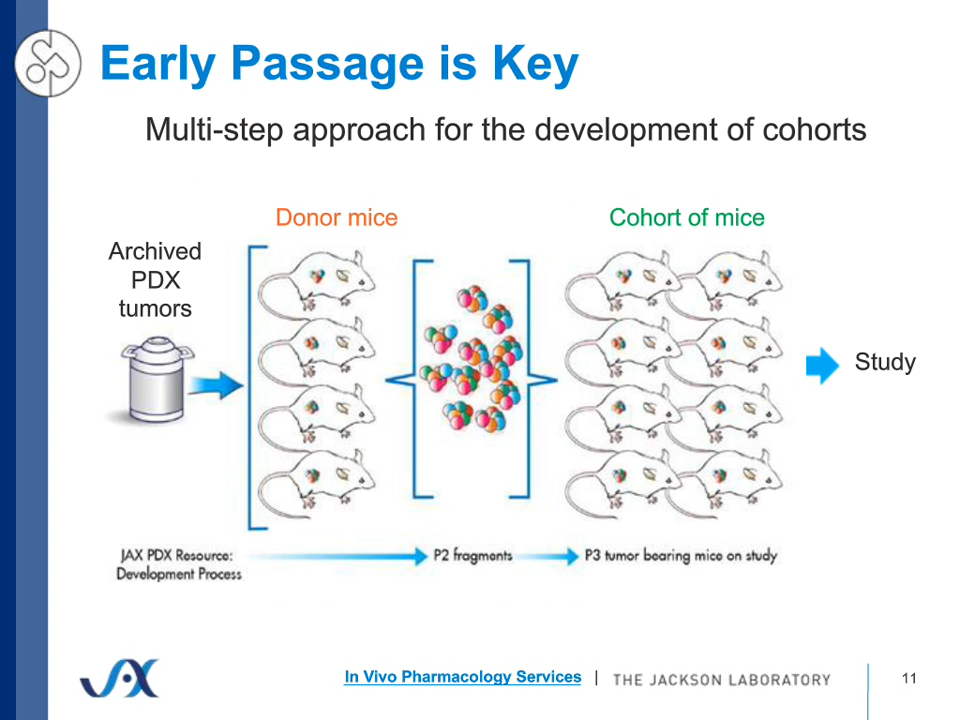 Early Passage is Key
Multi-step approach for the development of cohorts
Donor mice
Cohort of mice
Archived
PDX
tumors
Study
JAX PDX Resource:
Development Process
P2 fragments
P3 tumor bearing mice on study
JAX
In Vivo Pharmacology Services | THE JACKSON LABORATORY
11